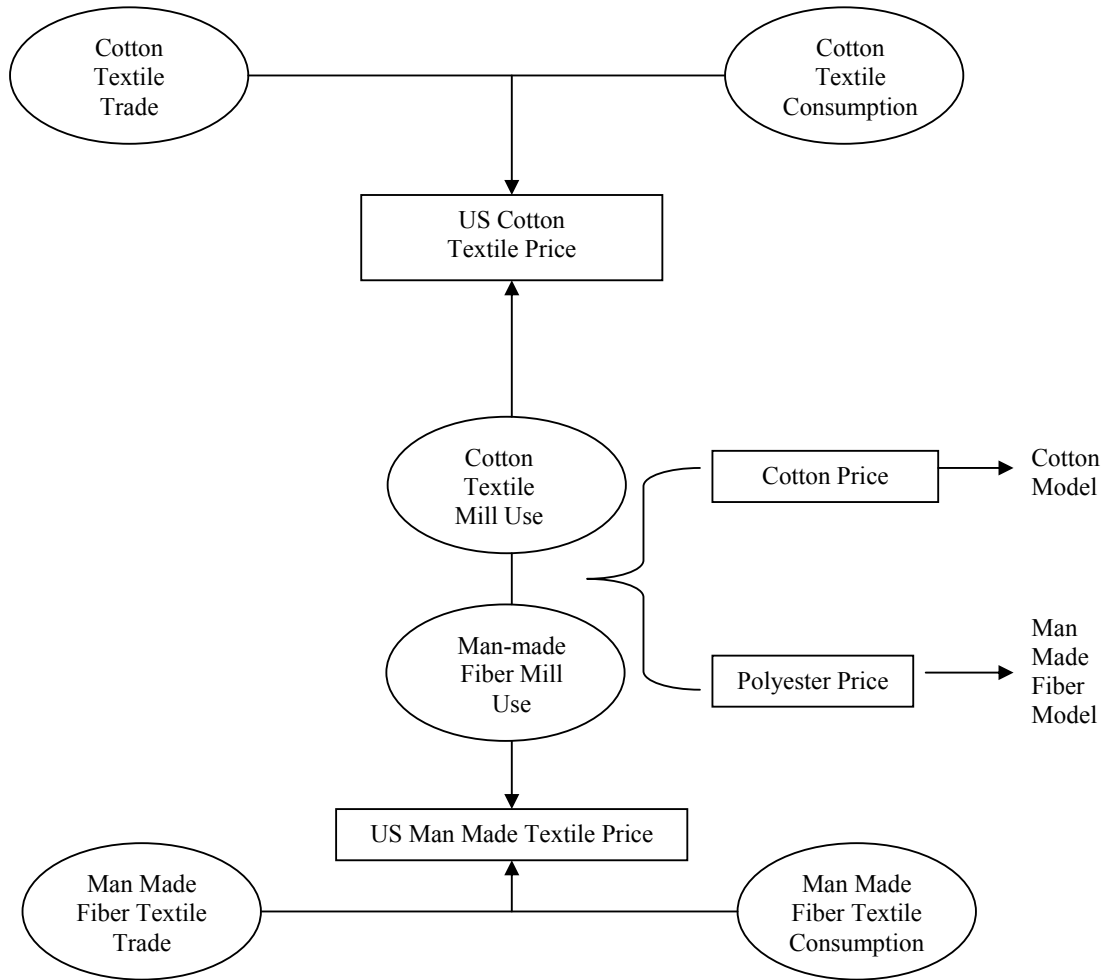 Cotton
Textile
Trade
Cotton
Textile
Consumption
US Cotton
Textile Price
Cotton
Textile
Mill Use
Cotton Price
Cotton
Model
Man-made
Fiber Mill
Use
Polyester Price
Man
Made
Fiber
Model
US Man Made Textile Price
Man Made
Fiber Textile
Trade
Man Made
Fiber Textile
Consumption